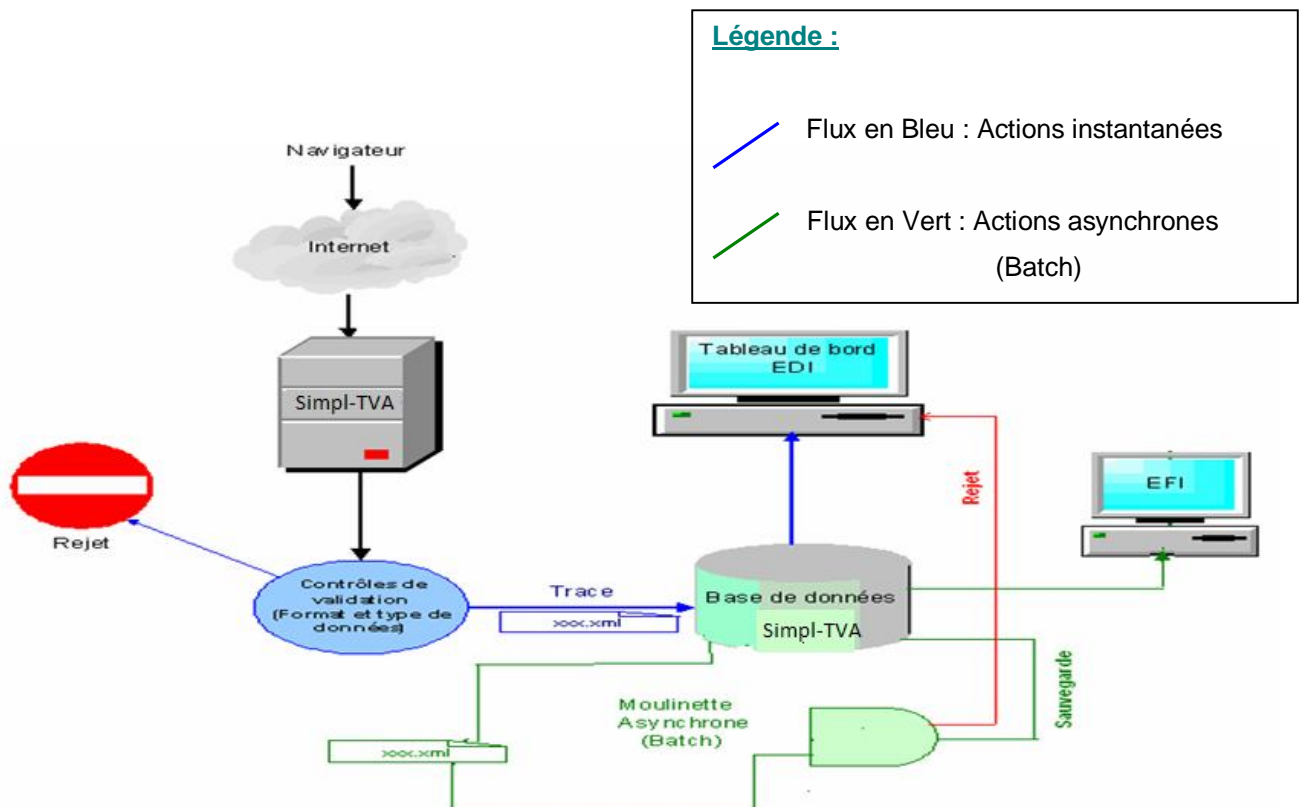 Légende :
Flux en Bleu : Actions instantanées
Flux en Vert : Actions asynchrones
(Batch)
Navigateur
Internet
Simpl-TVA
Tableau de bord
EDI
EFI
Rejet
Rejet
Contrôles de
validation
(Format et type de
données)
Trace
xxx.xml
Base de données
Simpl-TVA
Sauvegarde
Moulinette
Asynchrone
(Batch)
xxx.xml